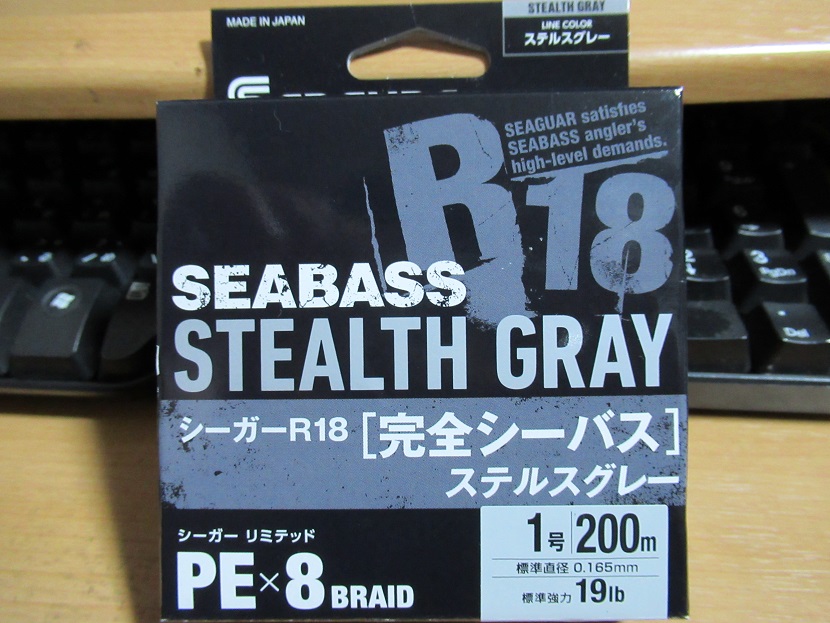 MADE IN JAPAN
STEALTH GRAY
LINE COLOR
ステルスグレー
R18
SEAGUAR satisfies
SEABASS angler's
high-level demands.
SEABASS
STEALTH GRAY
シーガーR18 [完全シーバス]
ステルスグレー
シーガー リミテッド
PE×8 BRAID
1号 200m
標準直径 0.165mm
標準強力 19lb
3
PgDn
Del